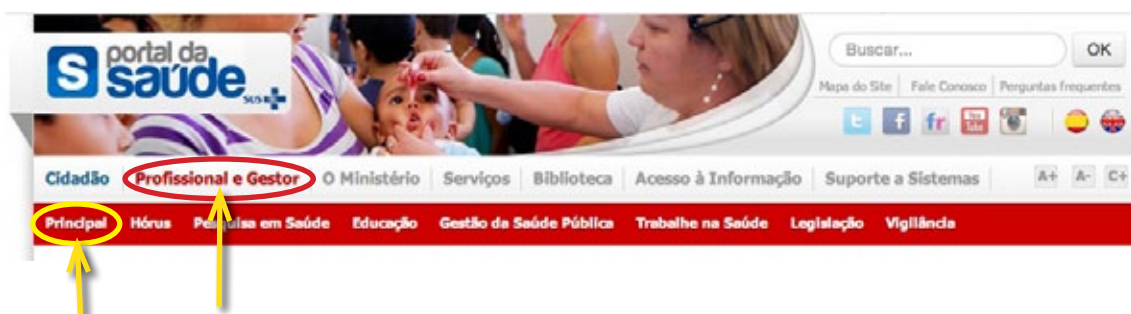 portal da
saúde
SUS
Buscar...
OK
Mapa do Site Fale Conosco Perguntas frequentes
f fr You Tube
Cidadão Profissional e Gestor O Ministério Serviços Biblioteca Acesso à Informação Suporte a Sistemas A+ A- C+
Principal Hórus Pesquisa em Saúde Educação Gestão da Saúde Pública Trabalhe na Saúde Legislação Vigilância